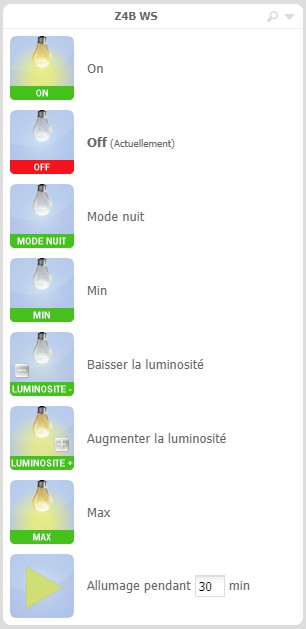 Z4B WS
ON
On
OFF
Off (Actuellement)
MODE NUIT
Mode nuit
MIN
Min
LUMINOSITE -
Baisser la luminosité
LUMINOSITE +
Augmenter la luminosité
MAX
Max
Allumage pendant 30 min